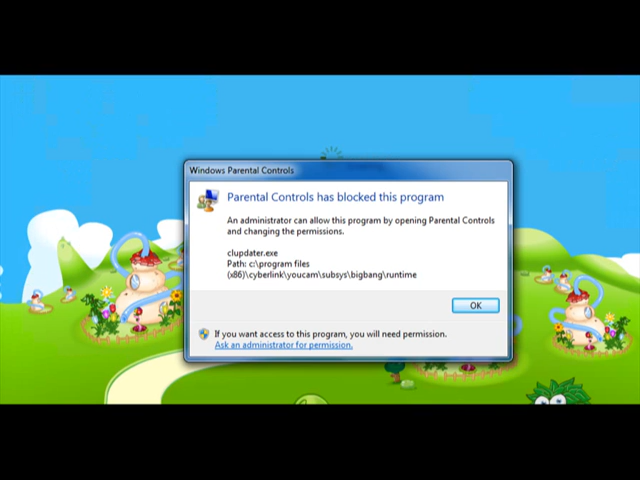 Windows Parental Controls
Parental Controls has blocked this program
An administrator can allow this program by opening Parental Controls
and changing the permissions.
clupdater.exe
Path: c:\program files
(x86)\cyberlink\youcam\subsys\bigbang\runtime
OK
If you want access to this program, you will need permission.
Ask an administrator for permission.